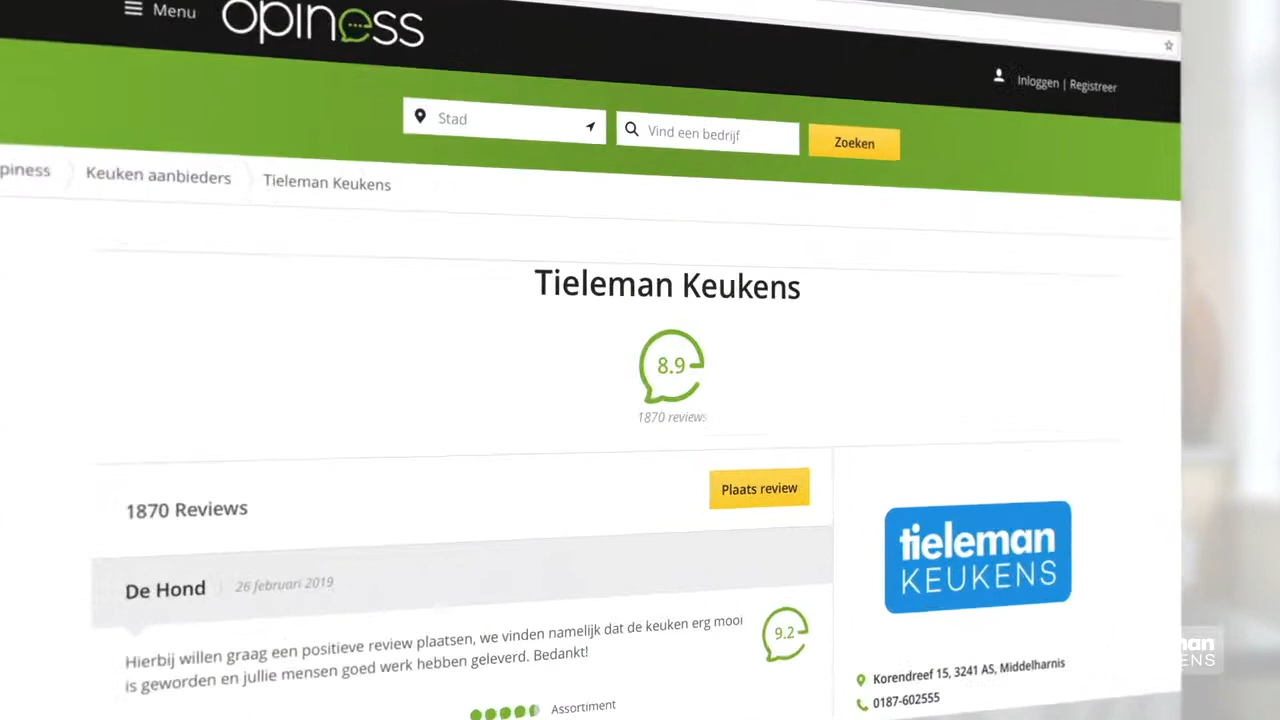 Menu
opiness
Inloggen | Registreer
Stad
Vind een bedrijf
Zoeken
piness
Keuken aanbieders
Tieleman Keukens
Tieleman Keukens
8.9
1870 reviews
1870 Reviews
Plaats review
De Hond
26 februari 2019
Hierbij willen graag een positieve review plaatsen, we vinden namelijk dat de keuken erg mooi
is geworden en jullie mensen goed werk hebben geleverd. Bedankt!
9.2
Assortiment
tieleman
KEUKENS
Korendreef 15, 3241 AS, Middelharnis
0187-602555
man
ENS